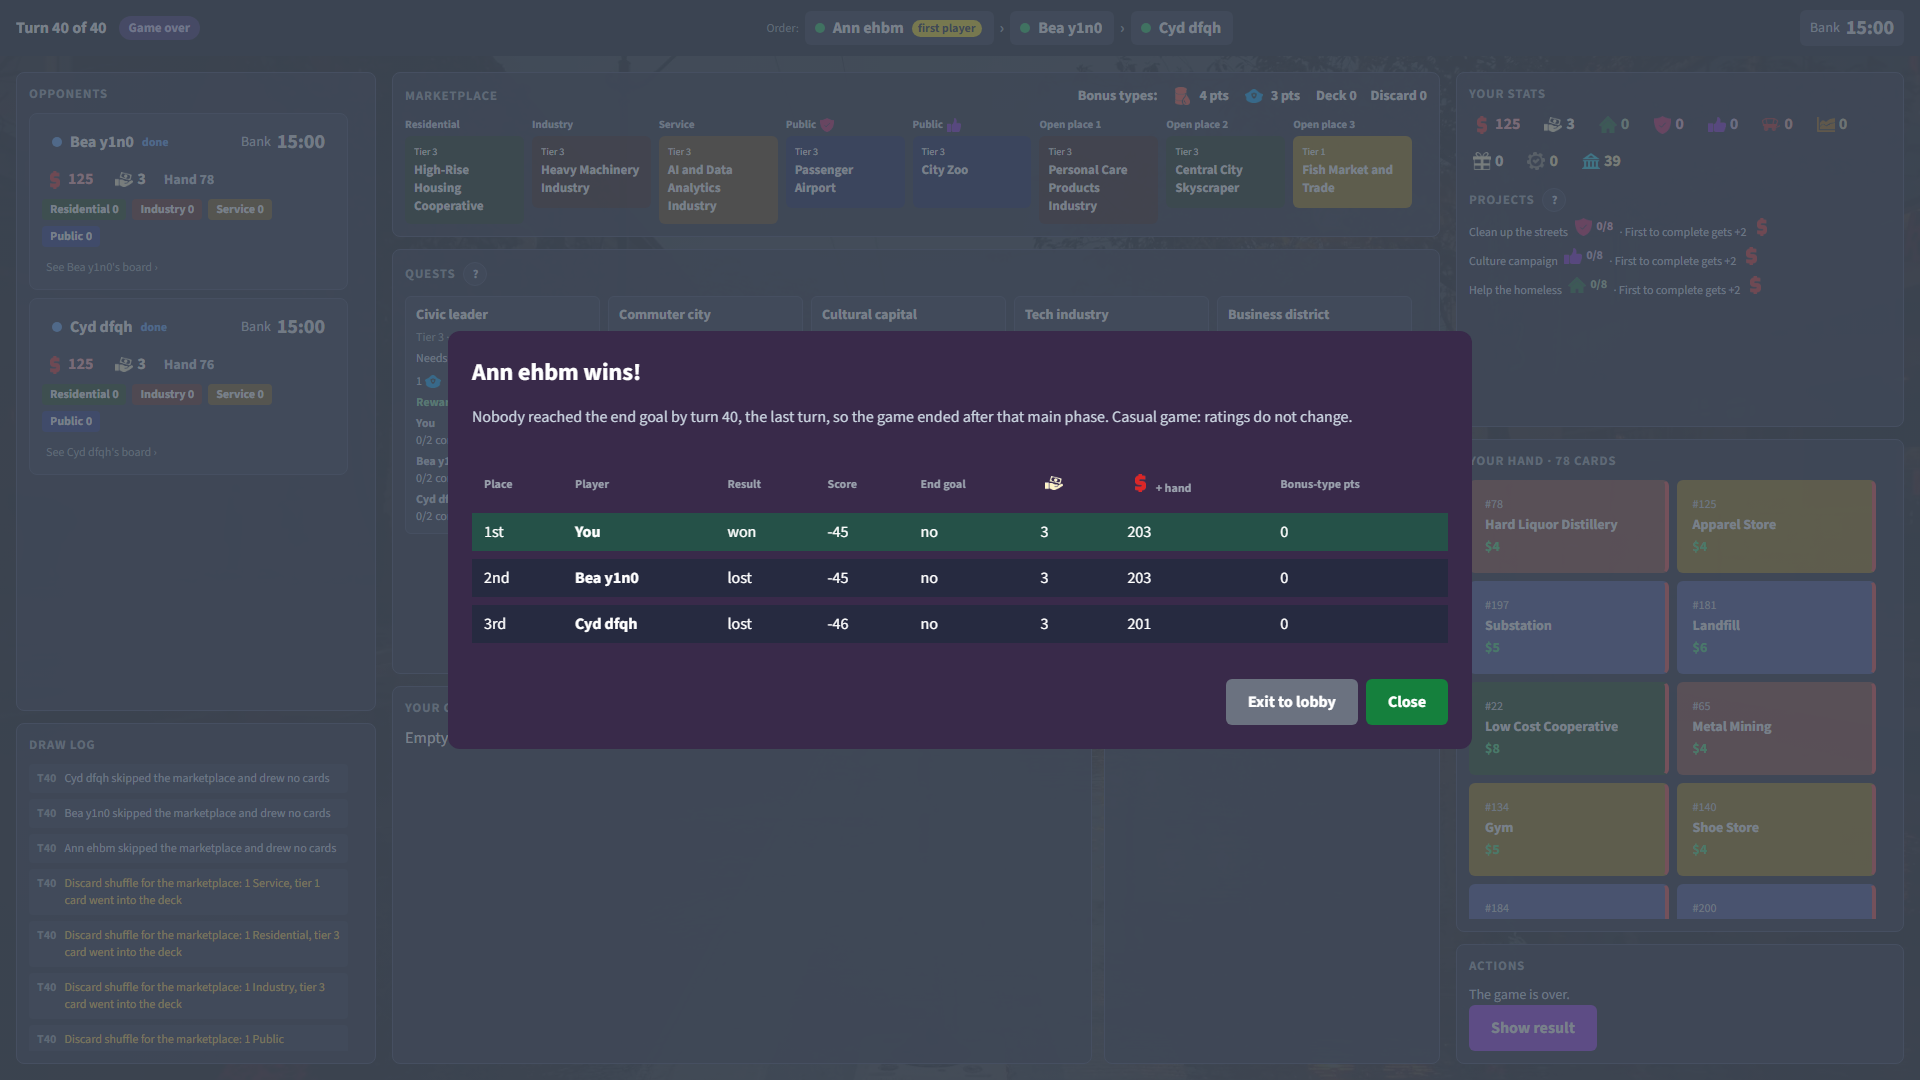 Turn 40 of 40
Game over
Order:
Ann ehbm
first player
›
Bea y1n0
›
Cyd dfqh
Bank 15:00
OPPONENTS
Bea y1n0 done
Bank 15:00
125
3
Hand 78
Residential 0
Industry 0
Service 0
Public 0
See Bea y1n0's board ›
Cyd dfqh done
Bank 15:00
125
3
Hand 76
Residential 0
Industry 0
Service 0
Public 0
See Cyd dfqh's board ›
DRAW LOG
T40 Cyd dfqh skipped the marketplace and drew no cards
T40 Bea y1n0 skipped the marketplace and drew no cards
T40 Ann ehbm skipped the marketplace and drew no cards
T40 Discard shuffle for the marketplace: 1 Service, tier 1
card went into the deck
T40 Discard shuffle for the marketplace: 1 Residential, tier 3
card went into the deck
T40 Discard shuffle for the marketplace: 1 Industry, tier 3
card went into the deck
T40 Discard shuffle for the marketplace: 1 Public
MARKETPLACE
Bonus types: 4 pts 3 pts Deck 0 Discard 0
Residential
Tier 3
High-Rise
Housing
Cooperative
Industry
Tier 3
Heavy Machinery
Industry
Service
Tier 3
AI and Data
Analytics
Industry
Public
Tier 3
Passenger
Airport
Public
Tier 3
City Zoo
Open place 1
Tier 3
Personal Care
Products
Industry
Open place 2
Tier 3
Central City
Skyscraper
Open place 3
Tier 1
Fish Market and
Trade
QUESTS ?
Civic leader
Tier 3
Needs
1
You
0/2
Bea
0/2
0/2
Commuter city
Cultural capital
Tech industry
Business district
Empty
Ann ehbm wins!
Nobody reached the end goal by turn 40, the last turn, so the game ended after that main phase. Casual game: ratings do not change.
Place Player Result Score End goal + hand Bonus-type pts
1st You won -45 no 3 203 0
2nd Bea y1n0 lost -45 no 3 203 0
3rd Cyd dfqh lost -46 no 3 201 0
Exit to lobby
Close
YOUR STATS
125 3 0 0 0 0 0
0 0 39
PROJECTS ?
Clean up the streets 0/8 · First to complete gets +2
Culture campaign 0/8 · First to complete gets +2
Help the homeless 0/8 · First to complete gets +2
YOUR HAND - 78 CARDS
#78
Hard Liquor Distillery
$4
#125
Apparel Store
$4
#197
Substation
$5
#181
Landfill
$6
#22
Low Cost Cooperative
$8
#65
Metal Mining
$4
#134
Gym
$5
#140
Shoe Store
$4
#184
#200
ACTIONS
The game is over.
Show result